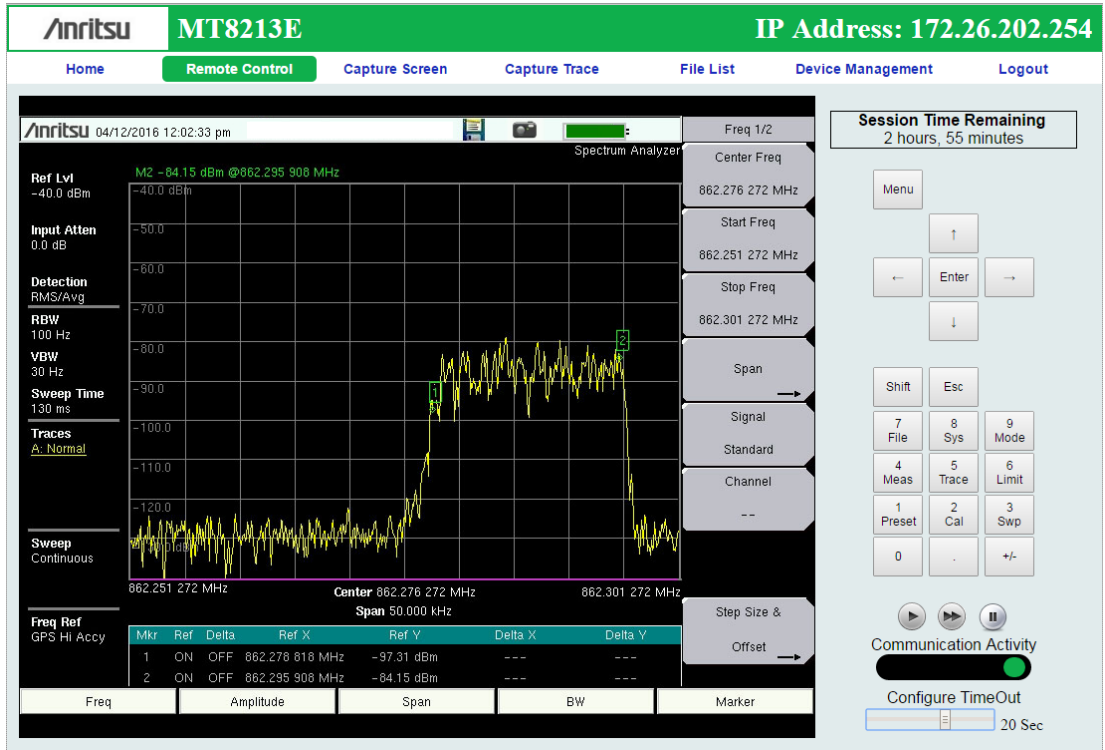 Anritsu MT8213E IP Address: 172.26.202.254
Home Remote Control Capture Screen Capture Trace File List Device Management Logout
Anritsu 04/12/2016 12:02:33 pm
Spectrum Analyzer
M2 -84.15 dBm @862.295 908 MHz
Ref Lvl
-40.0 dBm
Input Atten
0.0 dB
Detection
RMS/Avg
RBW
100 Hz
VBW
30 Hz
Sweep Time
130 ms
Traces
A: Normal
Sweep
Continuous
Freq Ref
GPS Hi Accy
-40.0 dBm
-50.0
-60.0
-70.0
-80.0
-90.0
-100.0
-110.0
-120.0
1
2
862.251 272 MHz Center 862.276 272 MHz 862.301 272 MHz
Span 50.000 kHz
Mkr Ref Delta Ref X Ref Y Delta X Delta Y
1 ON OFF 862.278 818 MHz -97.31 dBm --- ---
2 ON OFF 862.295 908 MHz -84.15 dBm --- ---
Freq Amplitude Span BW Marker
Freq 1/2
Center Freq
862.276 272 MHz
Start Freq
862.251 272 MHz
Stop Freq
862.301 272 MHz
Span
Signal
Standard
Channel
--
Step Size &
Offset
Session Time Remaining
2 hours, 55 minutes
Menu
↑
← Enter →
↓
Shift Esc
7 8 9
File Sys Mode
4 5 6
Meas Trace Limit
1 2 3
Preset Cal Swp
0 . +/-
Communication Activity
Configure TimeOut
20 Sec